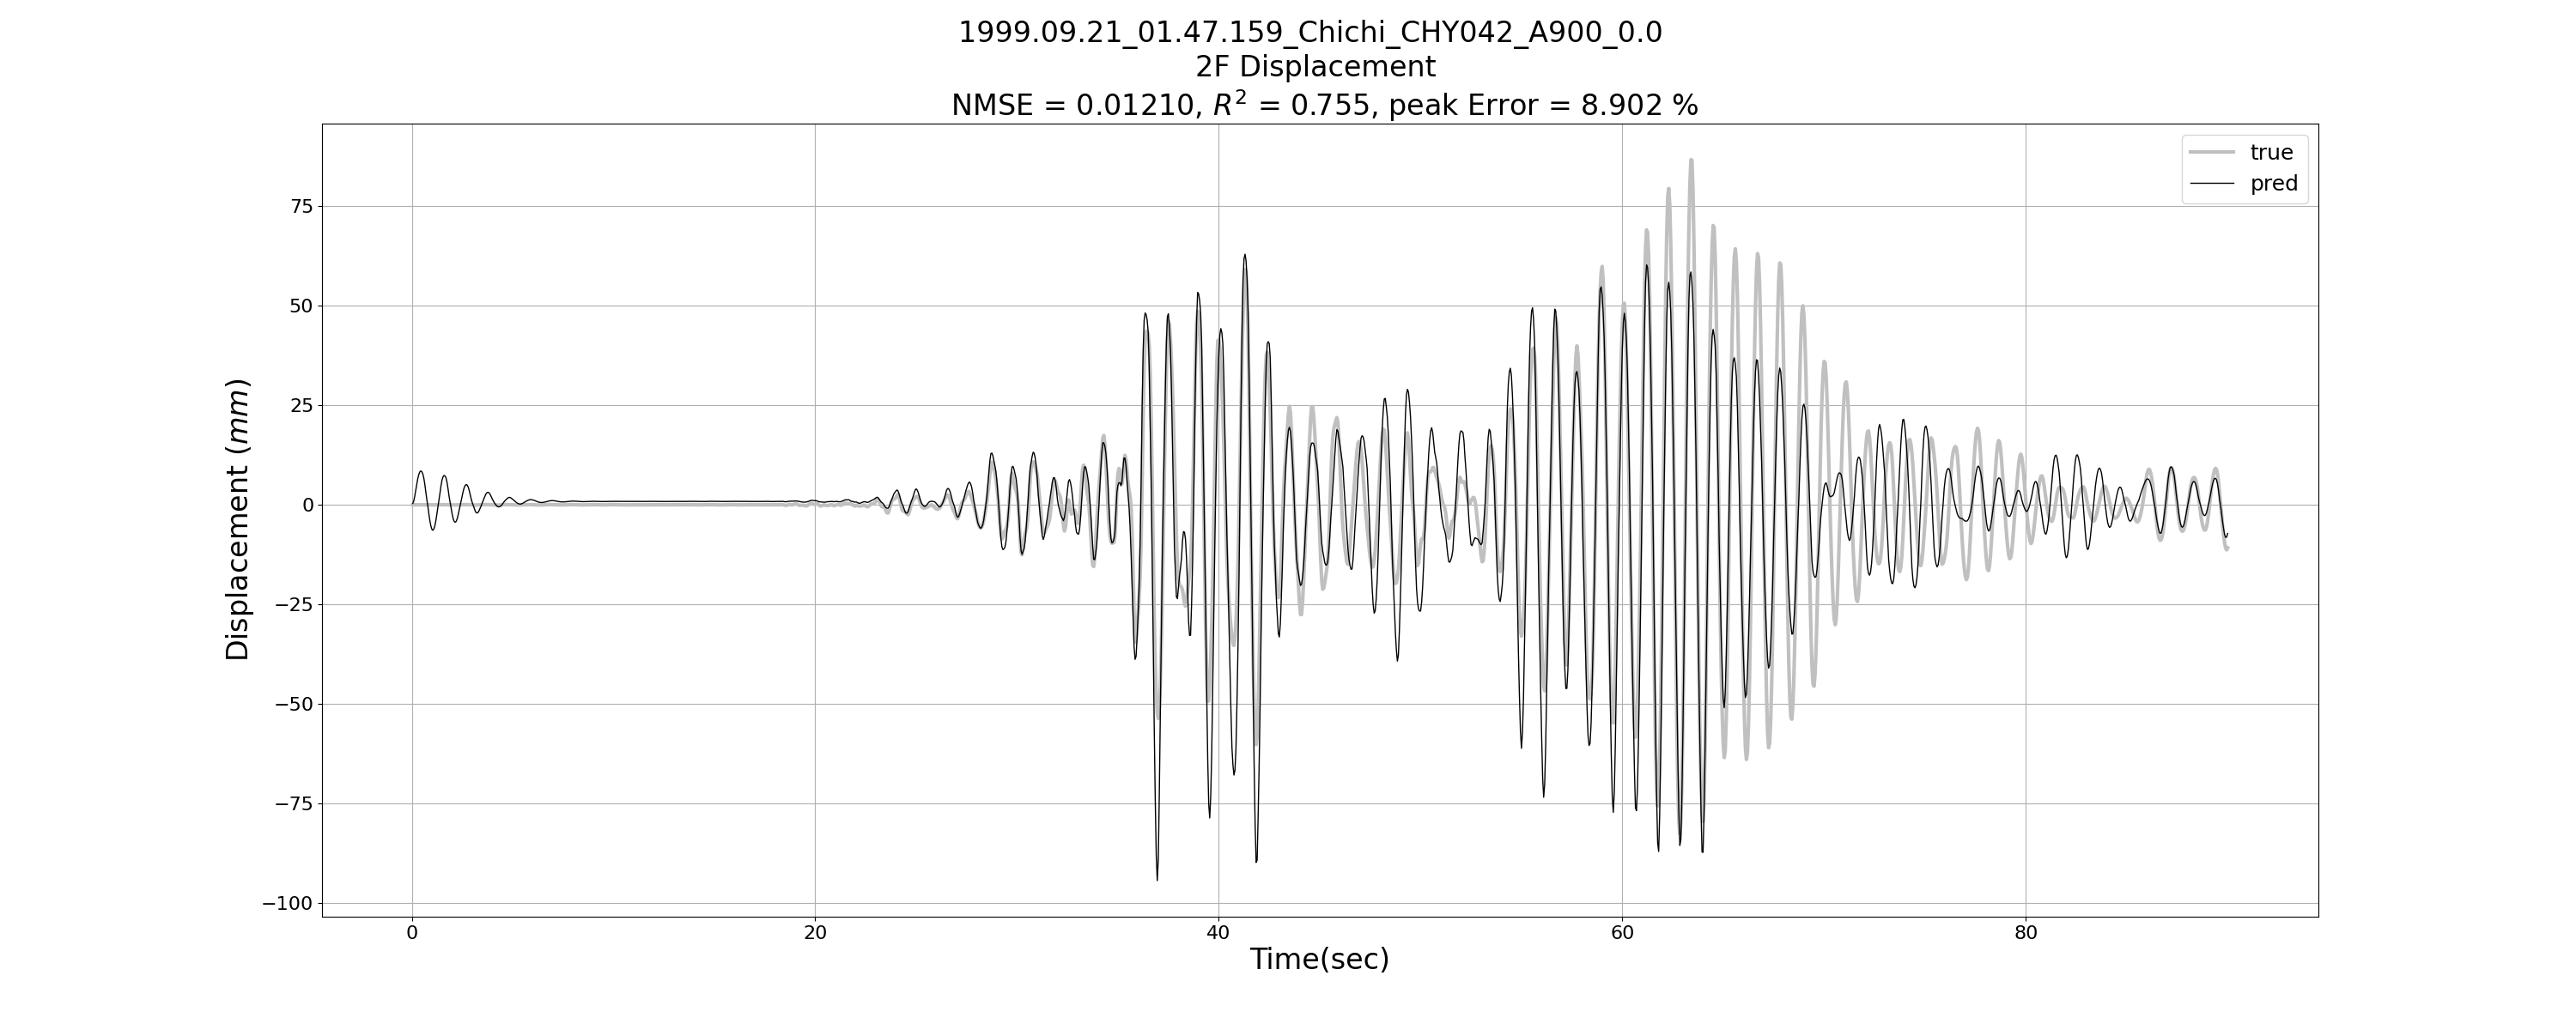 1999.09.21_01.47.159_Chichi_CHY042_A900_0.0
2F Displacement
NMSE = 0.01210, R² = 0.755, peak Error = 8.902 %
true
pred
Displacement (mm)
75
50
25
0
−25
−50
−75
−100
0 20 40 60 80
Time(sec)